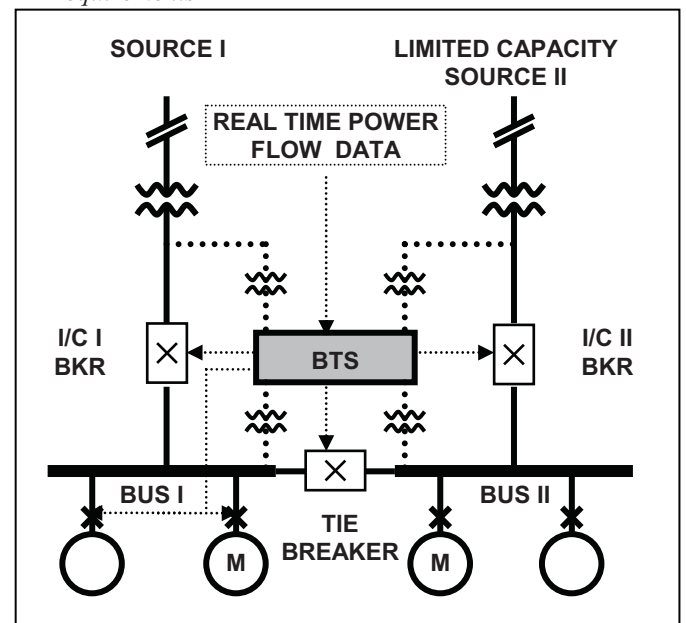 SOURCE I
LIMITED CAPACITY
SOURCE II
REAL TIME POWER
FLOW DATA
I/C I
BKR
BTS
I/C II
BKR
BUS I
BUS II
TIE
BREAKER
M
M